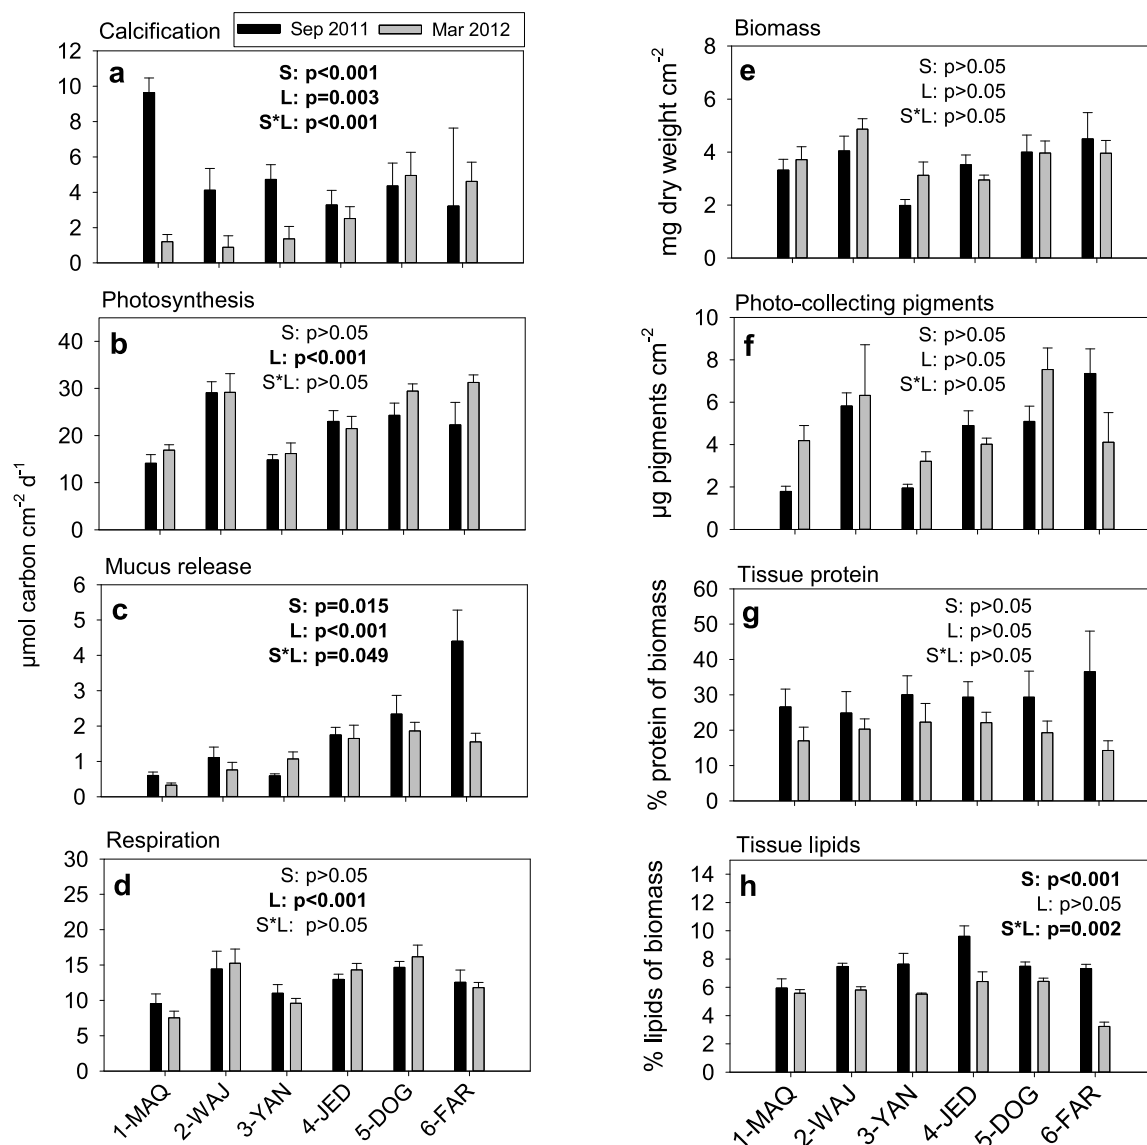 Calcification
Sep 2011 Mar 2012
12
10
8
6
4
2
0
a
S: p<0.001
L: p=0.003
S*L: p<0.001
Photosynthesis
40
30
20
10
0
b
S: p>0.05
L: p<0.001
S*L: p>0.05
µmol carbon cm-2 d-1
Mucus release
6
5
4
3
2
1
0
c
S: p=0.015
L: p<0.001
S*L: p=0.049
Respiration
30
25
20
15
10
5
0
d
S: p>0.05
L: p<0.001
S*L: p>0.05
1-MAQ
2-WAJ
3-YAN
4-JED
5-DOG
6-FAR
Biomass
mg dry weight cm-2
8
6
4
2
0
e
S: p>0.05
L: p>0.05
S*L: p>0.05
Photo-collecting pigments
µg pigments cm-2
10
8
6
4
2
0
f
S: p>0.05
L: p>0.05
S*L: p>0.05
Tissue protein
% protein of biomass
60
50
40
30
20
10
0
g
S: p>0.05
L: p>0.05
S*L: p>0.05
Tissue lipids
% lipids of biomass
14
12
10
8
6
4
2
0
h
S: p<0.001
L: p>0.05
S*L: p=0.002
1-MAQ
2-WAJ
3-YAN
4-JED
5-DOG
6-FAR